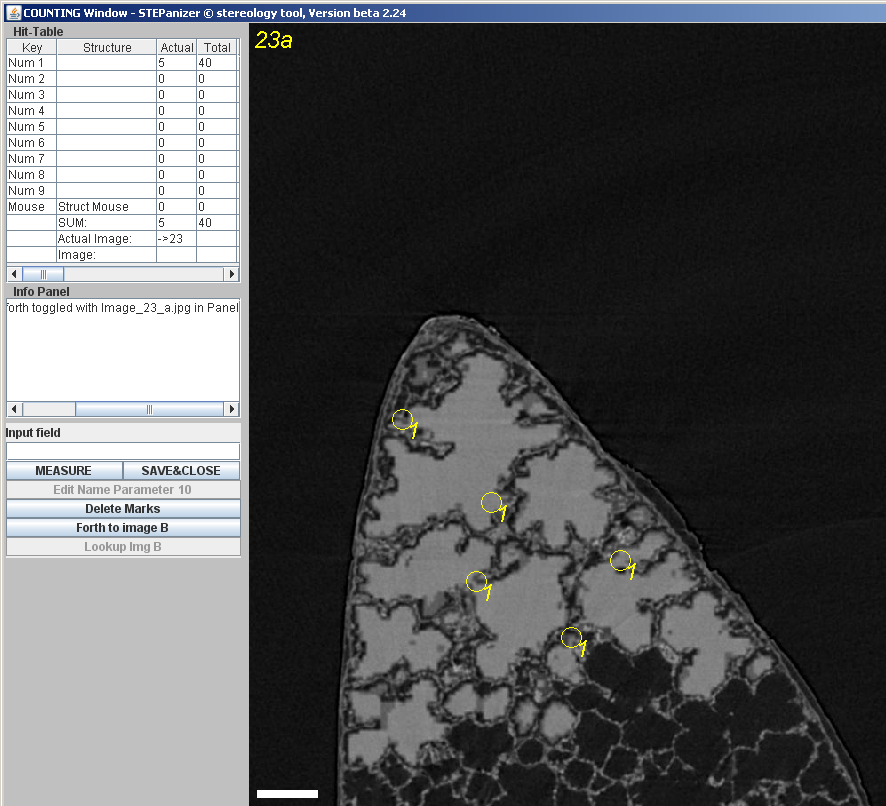 COUNTING Window - STEPanizer © stereology tool, Version beta 2.24
Hit-Table
Key Structure Actual Total
Num 1 5 40
Num 2 0 0
Num 3 0 0
Num 4 0 0
Num 5 0 0
Num 6 0 0
Num 7 0 0
Num 8 0 0
Num 9 0 0
Mouse Struct Mouse 0 0
SUM: 5 40
Actual Image: ->23
Image:
Info Panel
forth toggled with Image_23_a.jpg in Panel
Input field
MEASURE SAVE&CLOSE
Edit Name Parameter 10
Delete Marks
Forth to image B
Lookup Img B
23a
1
1
1
1
1